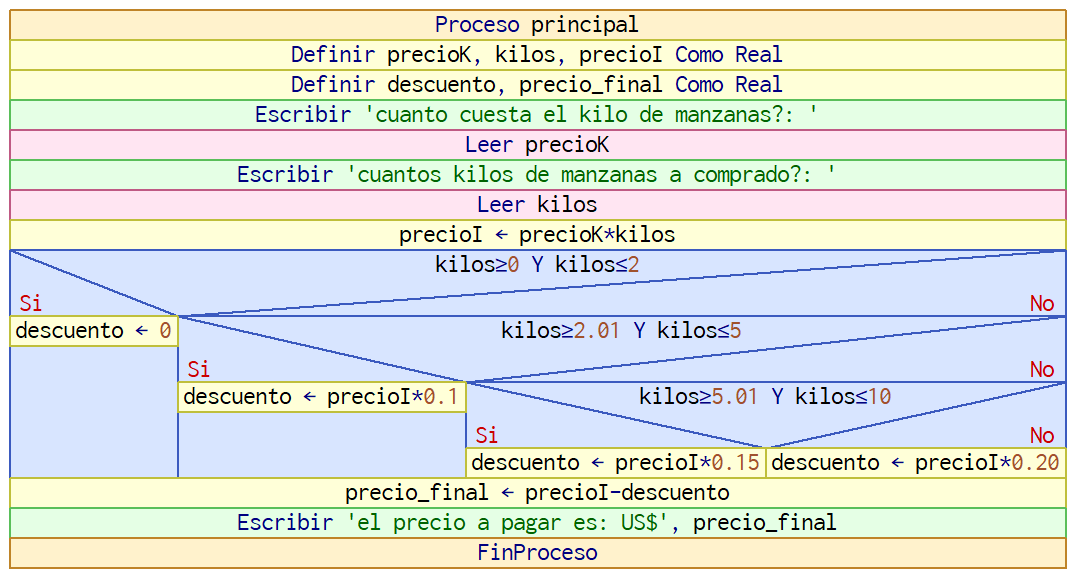 Proceso principal
Definir precioK, kilos, precioI Como Real
Definir descuento, precio_final Como Real
Escribir 'cuanto cuesta el kilo de manzanas?: '
Leer precioK
Escribir 'cuantos kilos de manzanas a comprado?: '
Leer kilos
precioI ← precioK*kilos
kilos≥0 Y kilos≤2
Si No
descuento ← 0
kilos≥2.01 Y kilos≤5
Si No
descuento ← precioI*0.1
kilos≥5.01 Y kilos≤10
Si No
descuento ← precioI*0.15 descuento ← precioI*0.20
precio_final ← precioI-descuento
Escribir 'el precio a pagar es: US$', precio_final
FinProceso